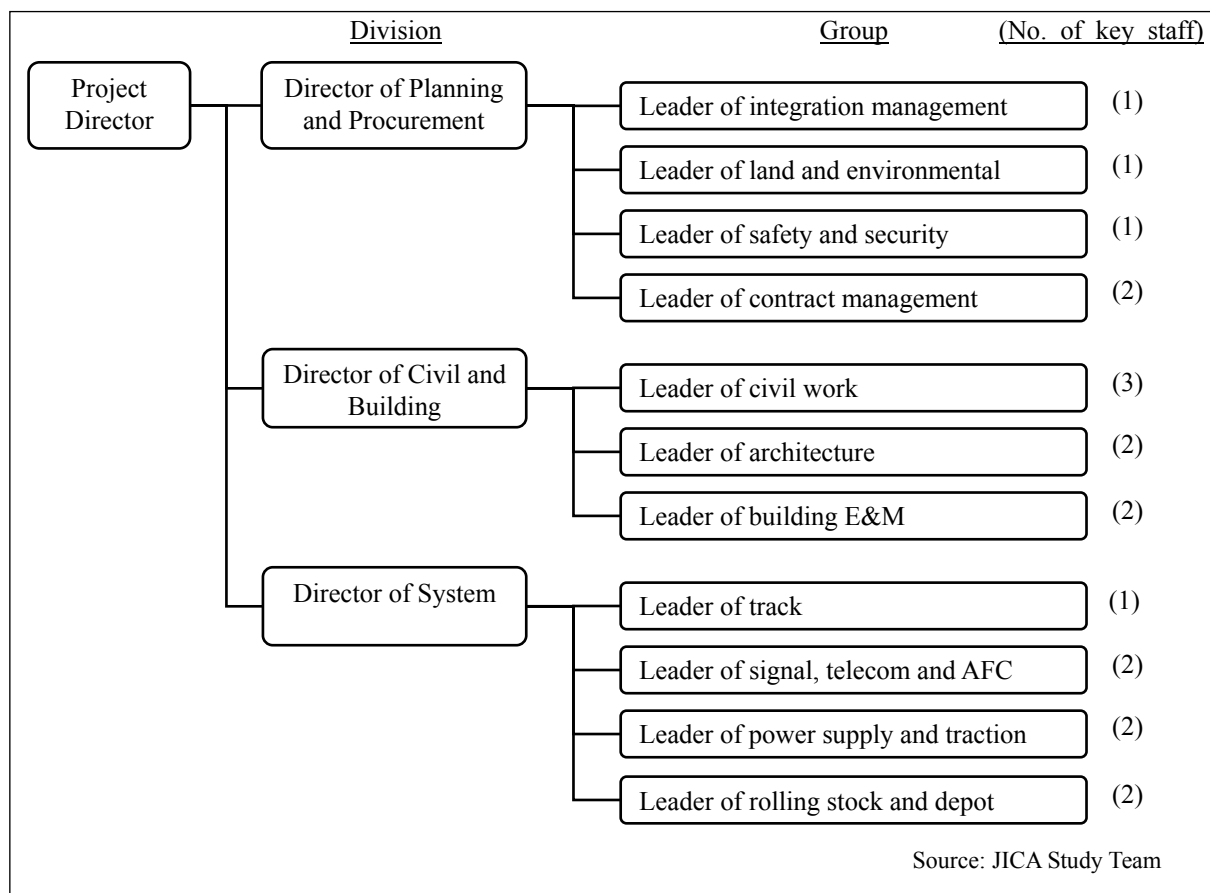 Division Group (No. of key staff)
Project
Director
Director of Planning
and Procurement
Leader of integration management (1)
Leader of land and environmental (1)
Leader of safety and security (1)
Leader of contract management (2)
Director of Civil and
Building
Leader of civil work (3)
Leader of architecture (2)
Leader of building E&M (2)
Director of System
Leader of track (1)
Leader of signal, telecom and AFC (2)
Leader of power supply and traction (2)
Leader of rolling stock and depot (2)
Source: JICA Study Team